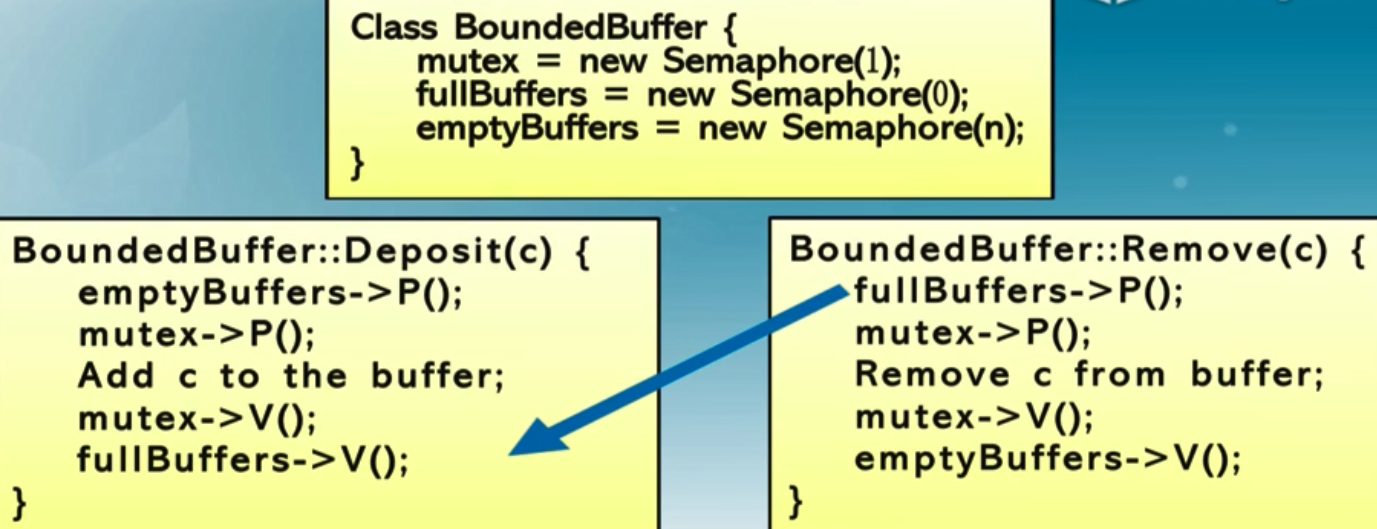 Class BoundedBuffer {
mutex = new Semaphore(1);
fullBuffers = new Semaphore(0);
emptyBuffers = new Semaphore(n);
}
BoundedBuffer::Deposit(c) {
emptyBuffers->P();
mutex->P();
Add c to the buffer;
mutex->V();
fullBuffers->V();
}
BoundedBuffer::Remove(c) {
fullBuffers->P();
mutex->P();
Remove c from buffer;
mutex->V();
emptyBuffers->V();
}